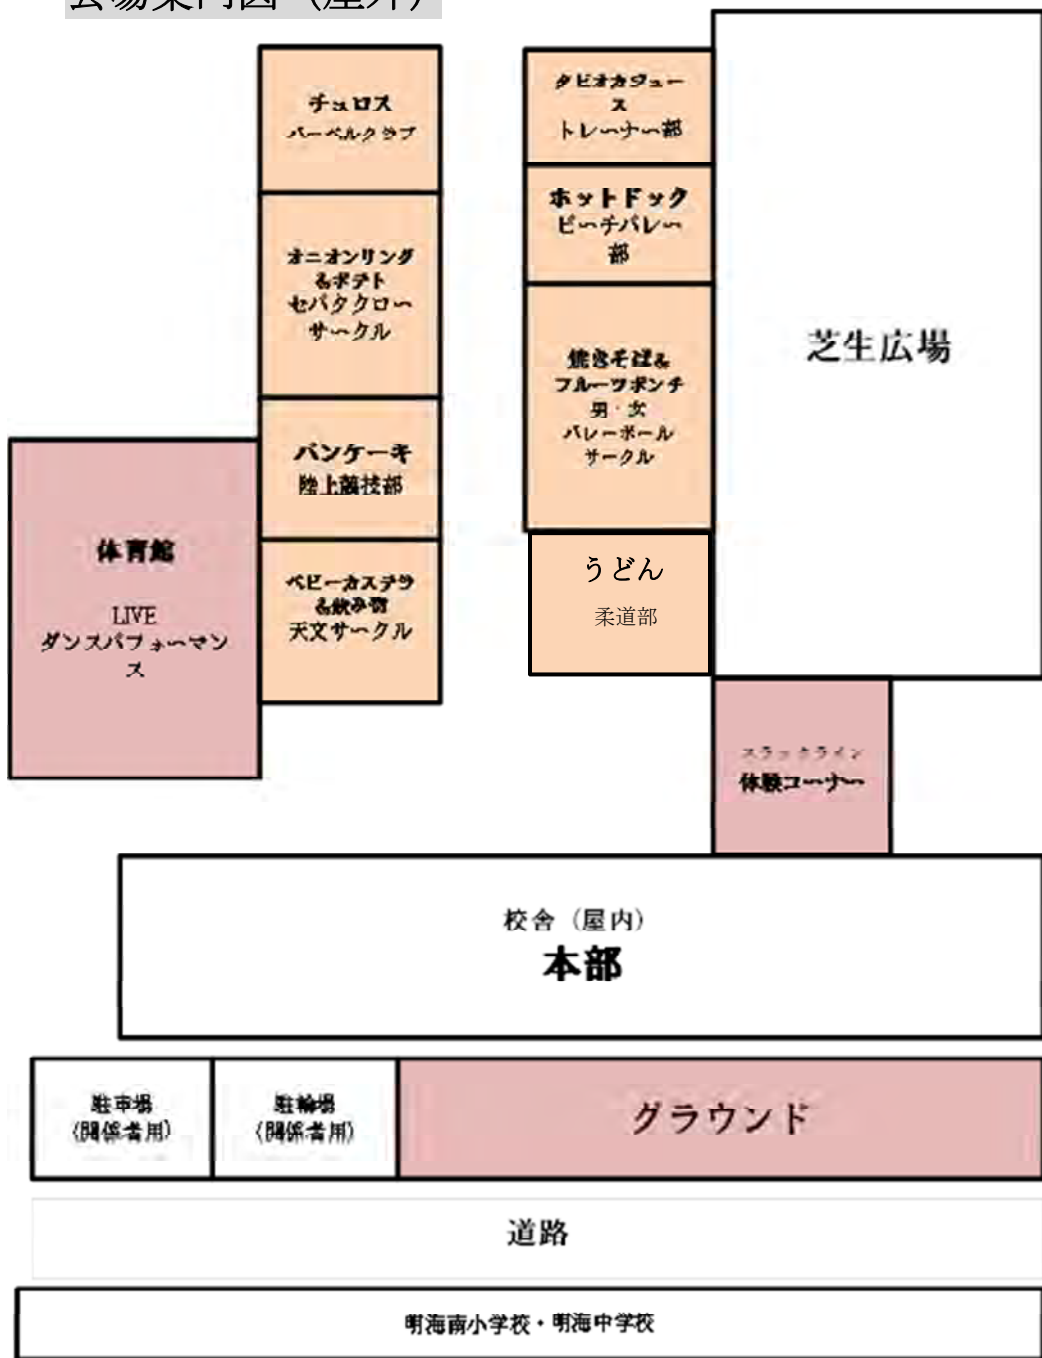 会場案内図（屋外）
チュロス
バーベルクラブ
オニオンリング
&ポテト
セパタクロー
サークル
パンケーキ
陸上競技部
ベビーカステラ
&飲み物
天文サークル
体育館
LIVE
ダンスパフォーマン
ス
タピオカジュー
ス
トレーナー部
ホットドック
ビーチバレー
部
焼きそば&
フルーツポンチ
男・女
バレーボール
サークル
うどん
柔道部
芝生広場
スラックライン
体験コーナー
校舎（屋内）
本部
駐車場
（関係者用）
駐輪場
（関係者用）
グラウンド
道路
明海南小学校・明海中学校